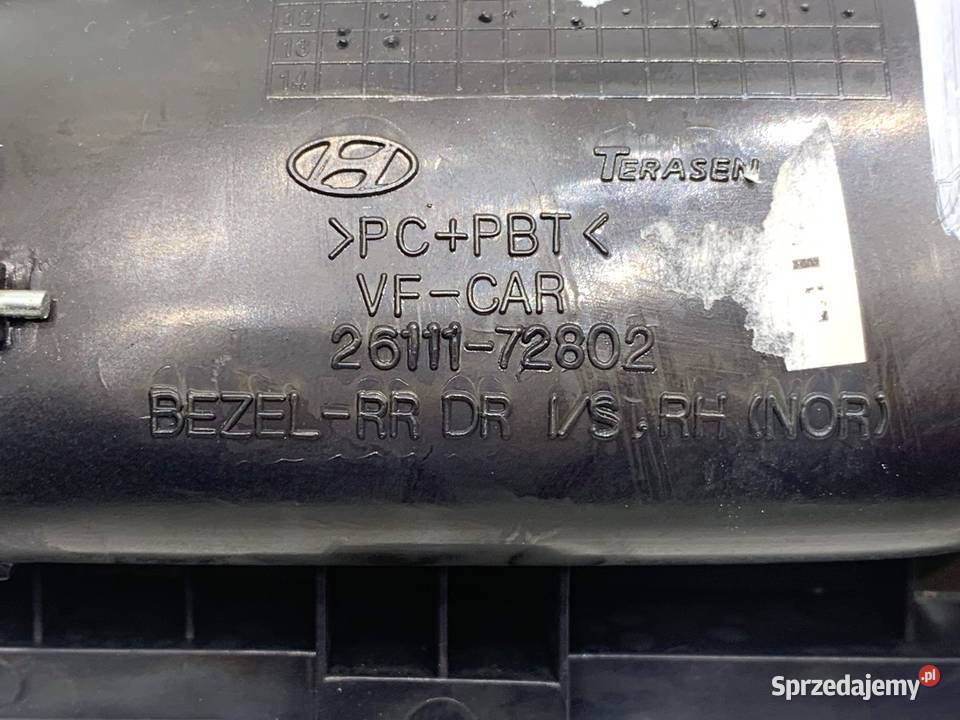 12
13
14
TERASEN
>PC+PBT<
VF-CAR
26111-72802
BEZEL-RR DR I/S, RH (NOR)
Sprzedajemy.pl